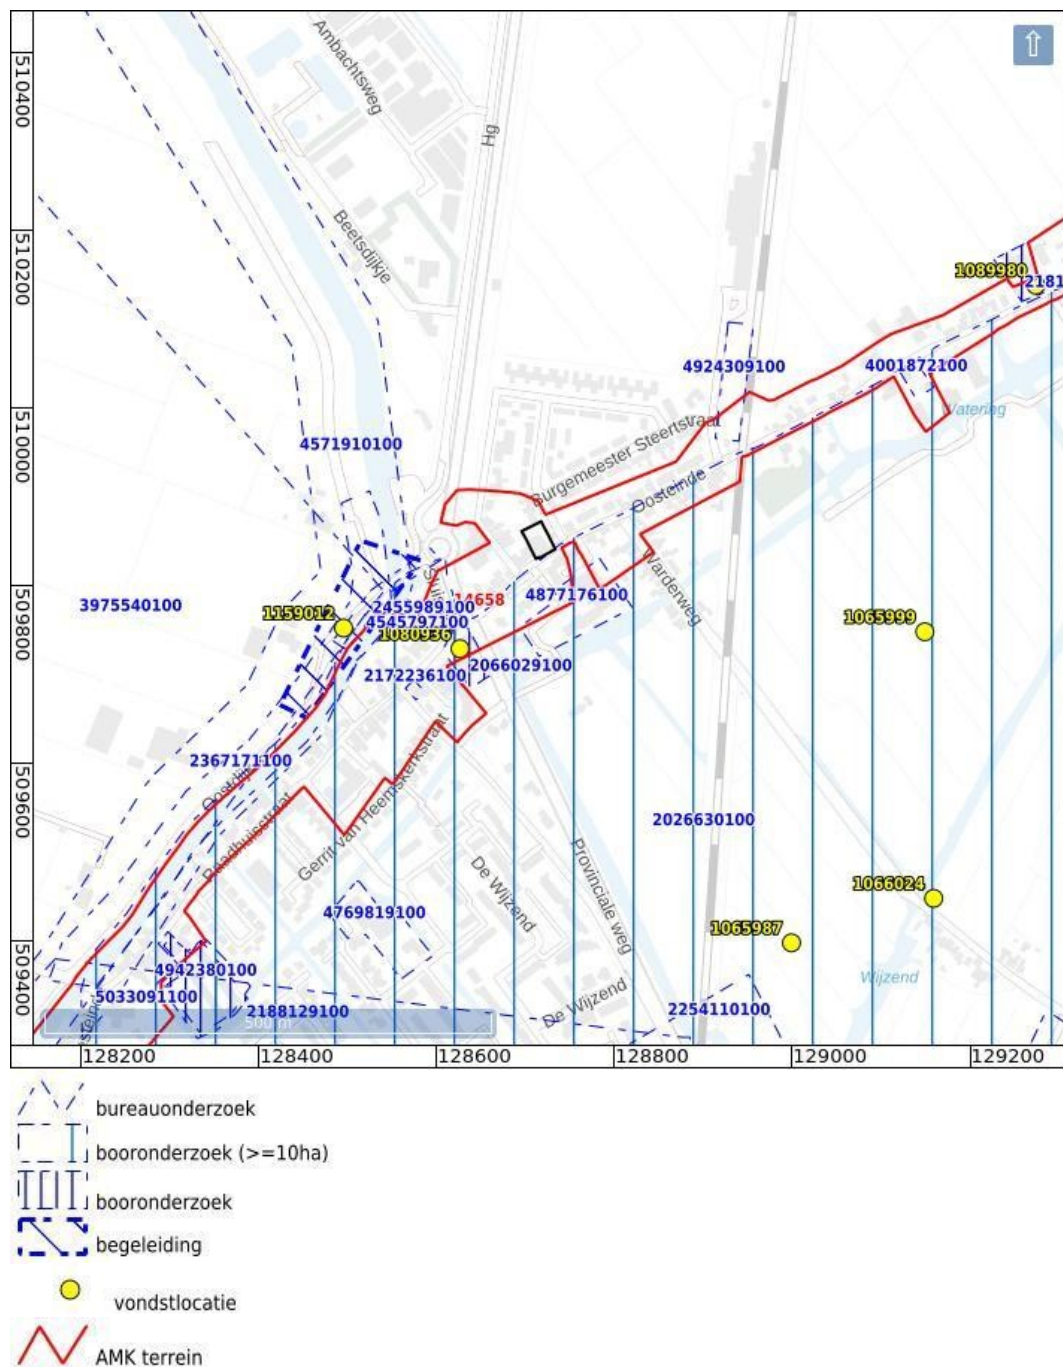 ⇧
510400
510200
510000
509800
509600
509400
Ambachtsweg
Hg
Beetsdijkje
1089980
2181
4924309100
4001872100
Watering
Burgemeester Steertstraat
4571910100
Oosteinde
Warderweg
14658
3975540100
2455989100
4877176100
1159012
4545797100
1080936
1065999
2172236100
2066029100
2367171100
Oostdijk
Raadhuisstraat
Gerrit van Heemskerkstraat
2026630100
De Wijzend
Provinciale weg
1066024
4769819100
1065987
4942380100
Wijzend
5033091100
2188129100
De Wijzend
2254110100
500 m
128200
128400
128600
128800
129000
129200
bureauonderzoek
booronderzoek (>=10ha)
booronderzoek
begeleiding
vondstlocatie
AMK terrein